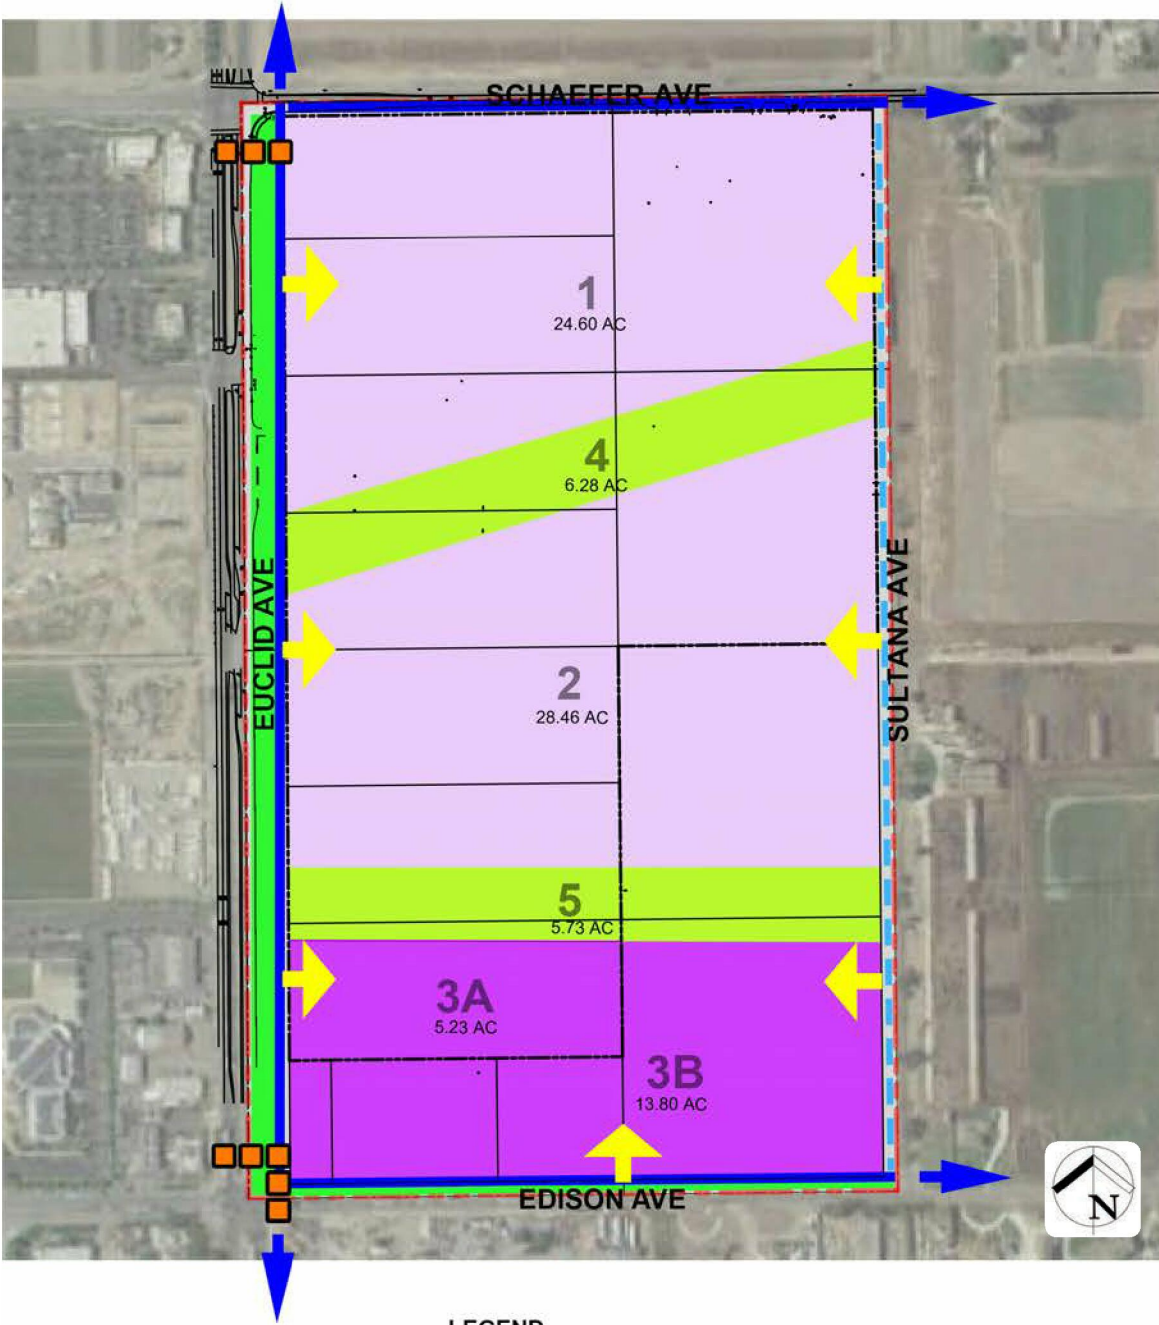 SCHAEFER AVE
1
24.60 AC
4
6.28 AC
EUCLID AVE
SULTANA AVE
2
28.46 AC
5
5.73 AC
3A
5.23 AC
3B
13.80 AC
EDISON AVE
N
LEGEND